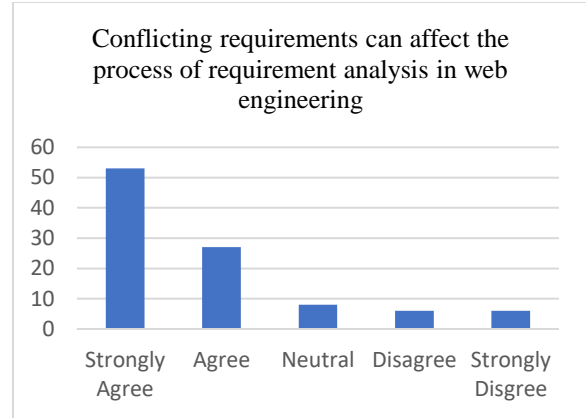 Conflicting requirements can affect the
process of requirement analysis in web
engineering
60
50
40
30
20
10
0
Strongly
Agree
Agree
Neutral
Disagree
Strongly
Disgree